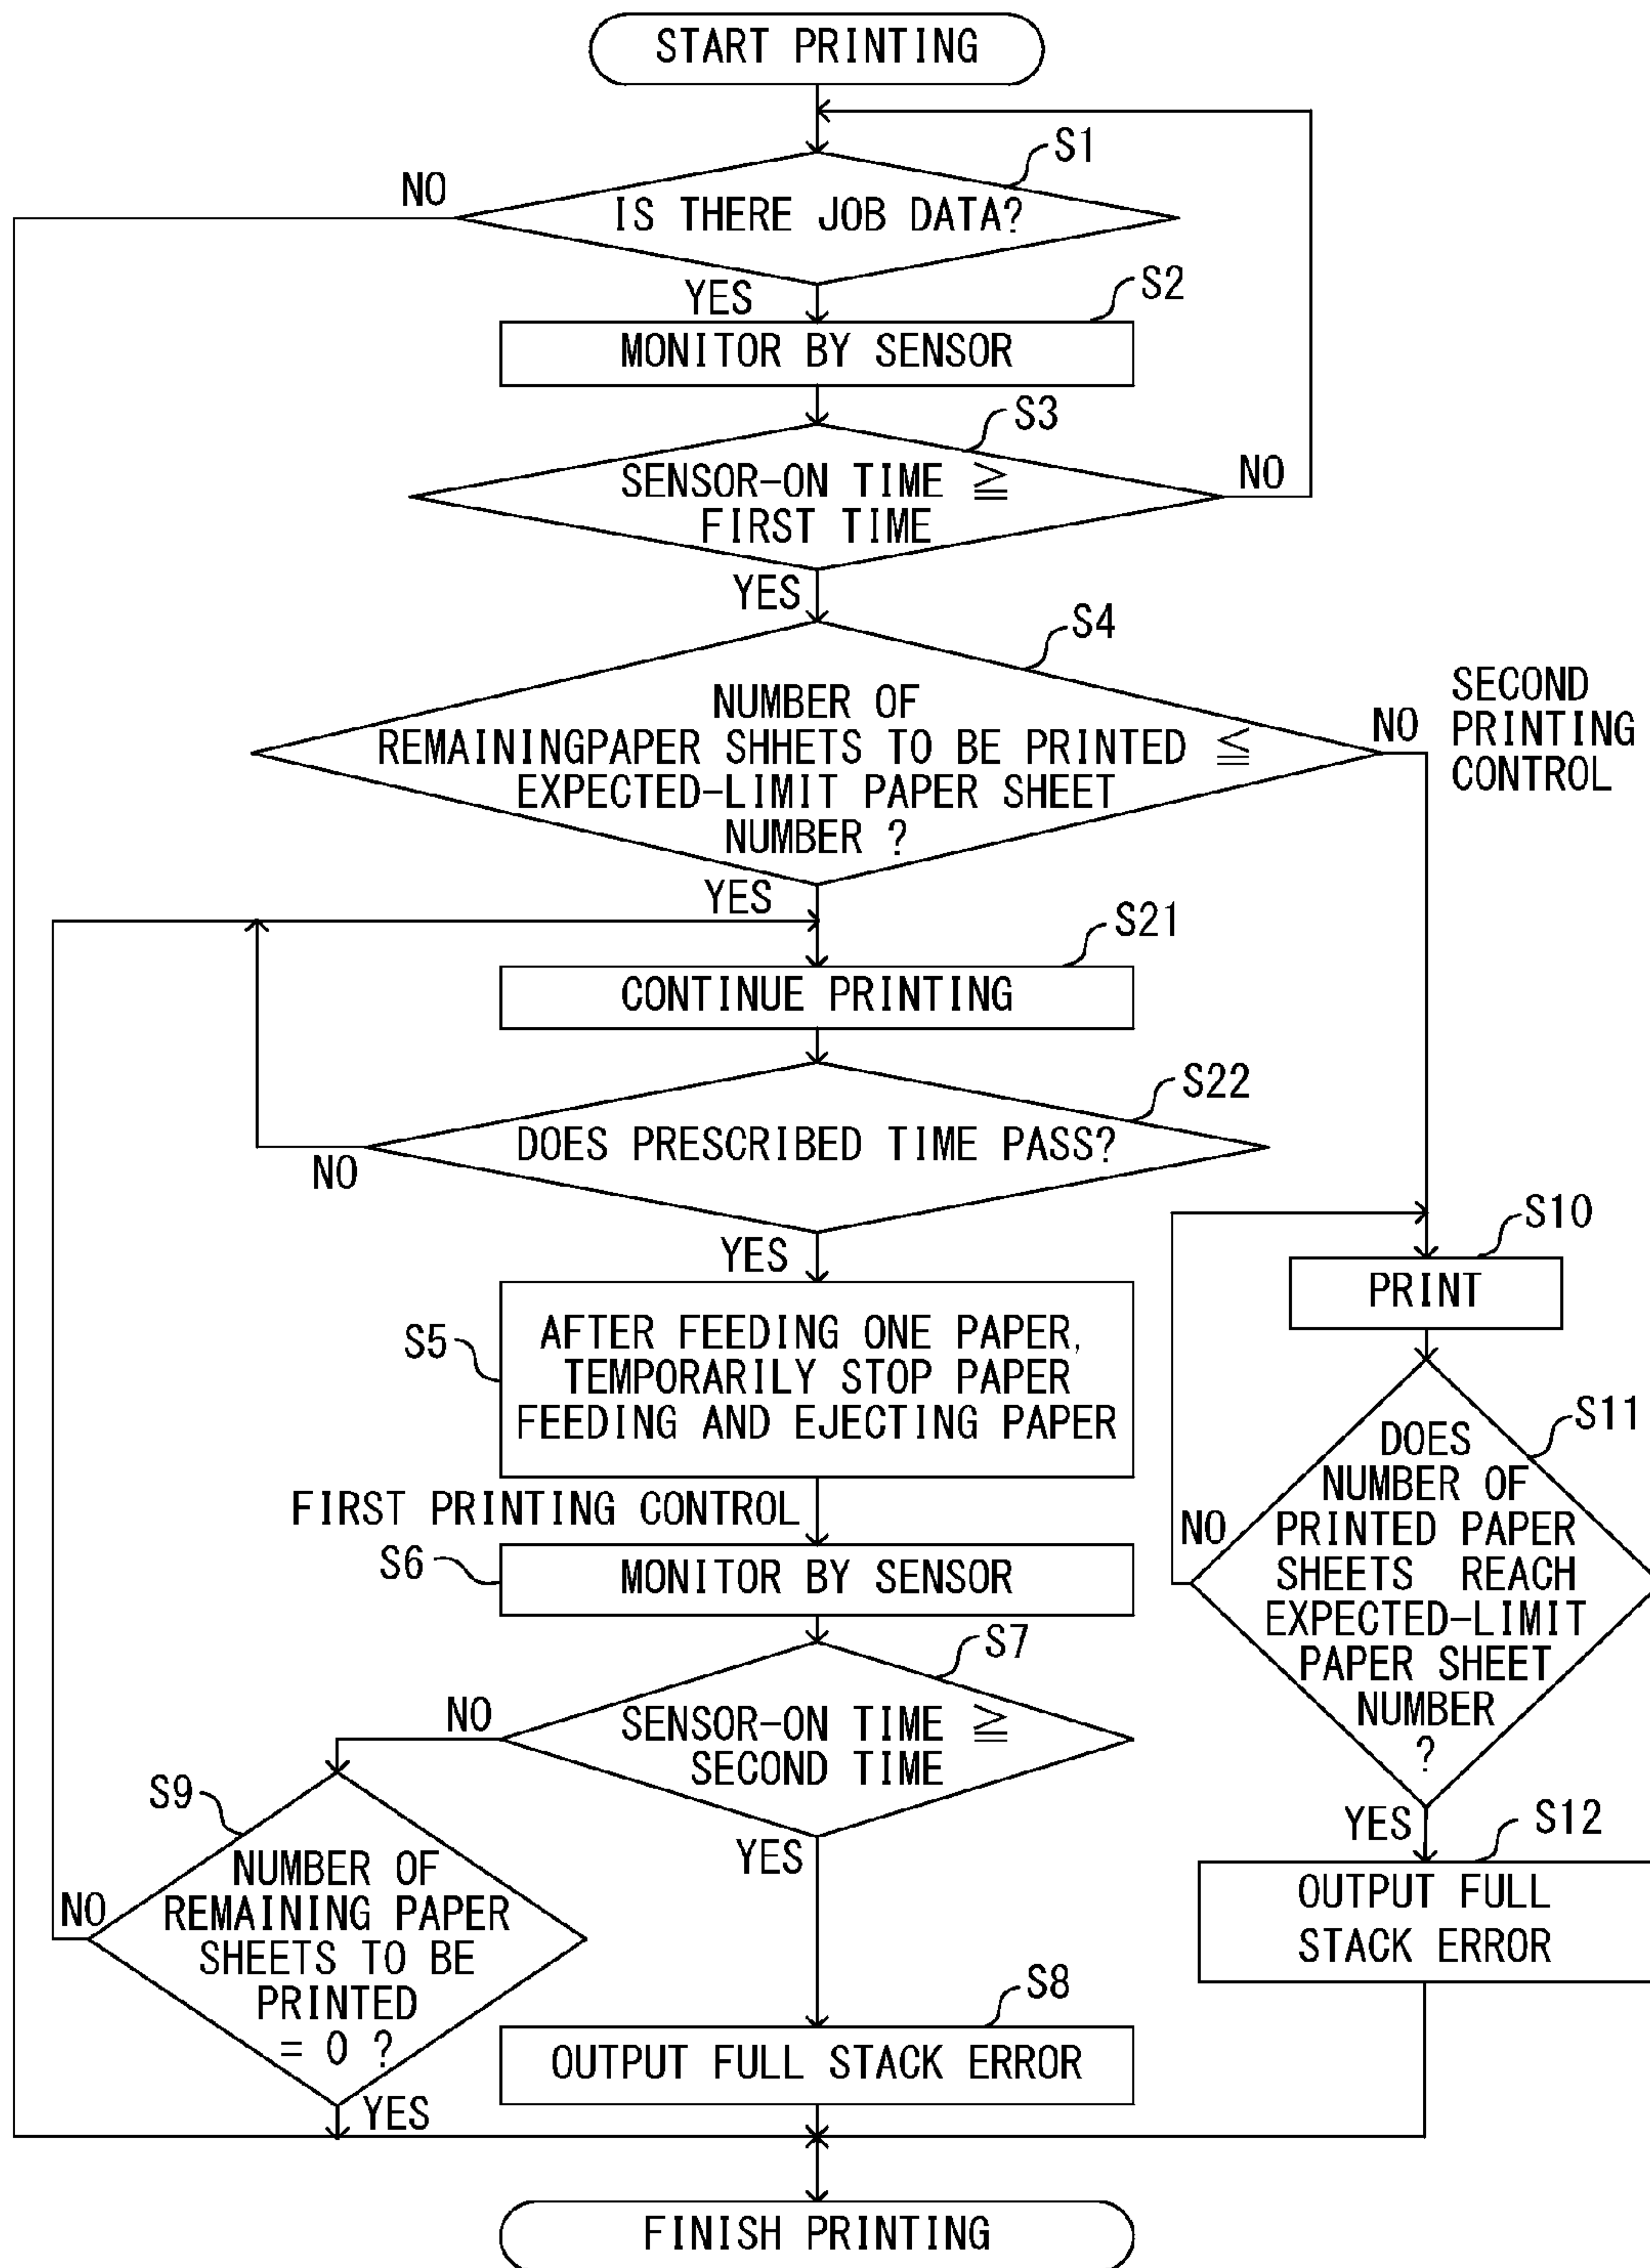 START PRINTING
S1
NO
IS THERE JOB DATA?
YES
S2
MONITOR BY SENSOR
S3
SENSOR-ON TIME ≧
FIRST TIME
NO
YES
S4
NUMBER OF
REMAININGPAPER SHHETS TO BE PRINTED ≦
EXPECTED-LIMIT PAPER SHEET
NUMBER ?
NO
SECOND
PRINTING
CONTROL
YES
S21
CONTINUE PRINTING
S22
DOES PRESCRIBED TIME PASS?
NO
YES
S5
AFTER FEEDING ONE PAPER,
TEMPORARILY STOP PAPER
FEEDING AND EJECTING PAPER
FIRST PRINTING CONTROL
S6
MONITOR BY SENSOR
S7
SENSOR-ON TIME ≧
SECOND TIME
NO
YES
S9
NUMBER OF
REMAINING PAPER
SHEETS TO BE
PRINTED
= 0 ?
NO
YES
S8
OUTPUT FULL STACK ERROR
S10
PRINT
S11
DOES
NUMBER OF
PRINTED PAPER
SHEETS REACH
EXPECTED-LIMIT
PAPER SHEET
NUMBER
?
NO
YES
S12
OUTPUT FULL
STACK ERROR
FINISH PRINTING